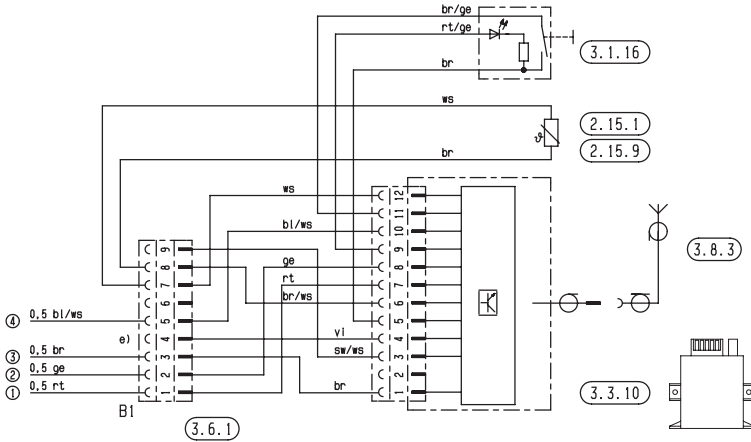 br/ge
rt/ge
3.1.16
br
ws
2.15.1
ϑ
2.15.9
br
ws
12
11
bl/ws
10
3.8.3
9
9
ge
8
8
rt
7
7
br/ws
6
6
④ 0,5 bl/ws
5
5
e)
4
vi
4
③ 0,5 br
3
sw/ws
3
② 0,5 ge
2
2
① 0,5 rt
1
br
1
3.3.10
B1
3.6.1